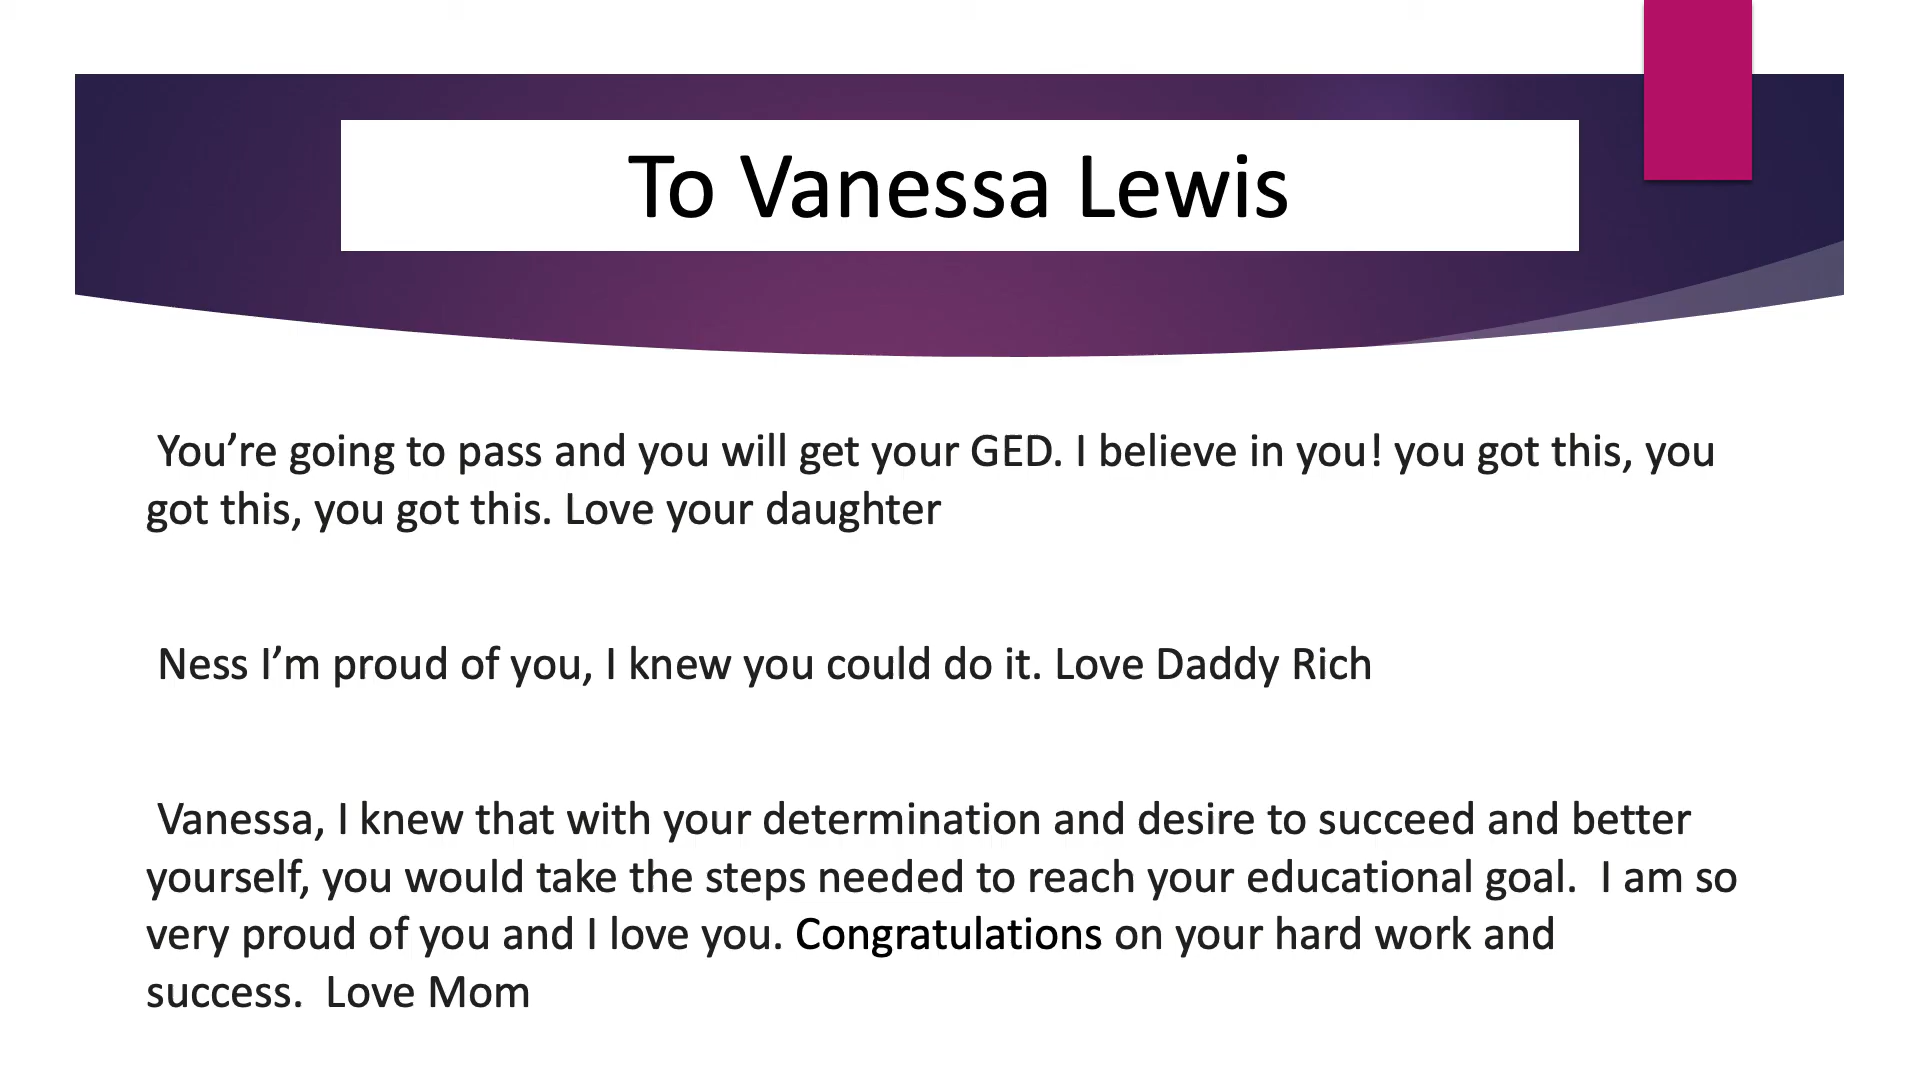 To Vanessa Lewis
You’re going to pass and you will get your GED. I believe in you! you got this, you
got this, you got this. Love your daughter
Ness I’m proud of you, I knew you could do it. Love Daddy Rich
Vanessa, I knew that with your determination and desire to succeed and better
yourself, you would take the steps needed to reach your educational goal.  I am so
very proud of you and I love you. Congratulations on your hard work and
success.  Love Mom